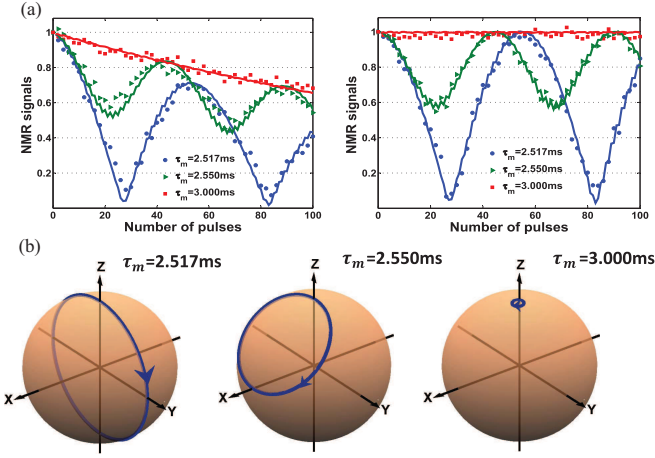 (a)
NMR signals
1
0.8
0.6
0.4
0.2
0 20 40 60 80 100
Number of pulses
τm=2.517ms
τm=2.550ms
τm=3.000ms
NMR signals
1
0.8
0.6
0.4
0.2
0 20 40 60 80 100
Number of pulses
τm=2.517ms
τm=2.550ms
τm=3.000ms
(b)
τm=2.517ms
Z
X
Y
τm=2.550ms
Z
X
Y
τm=3.000ms
Z
X
Y